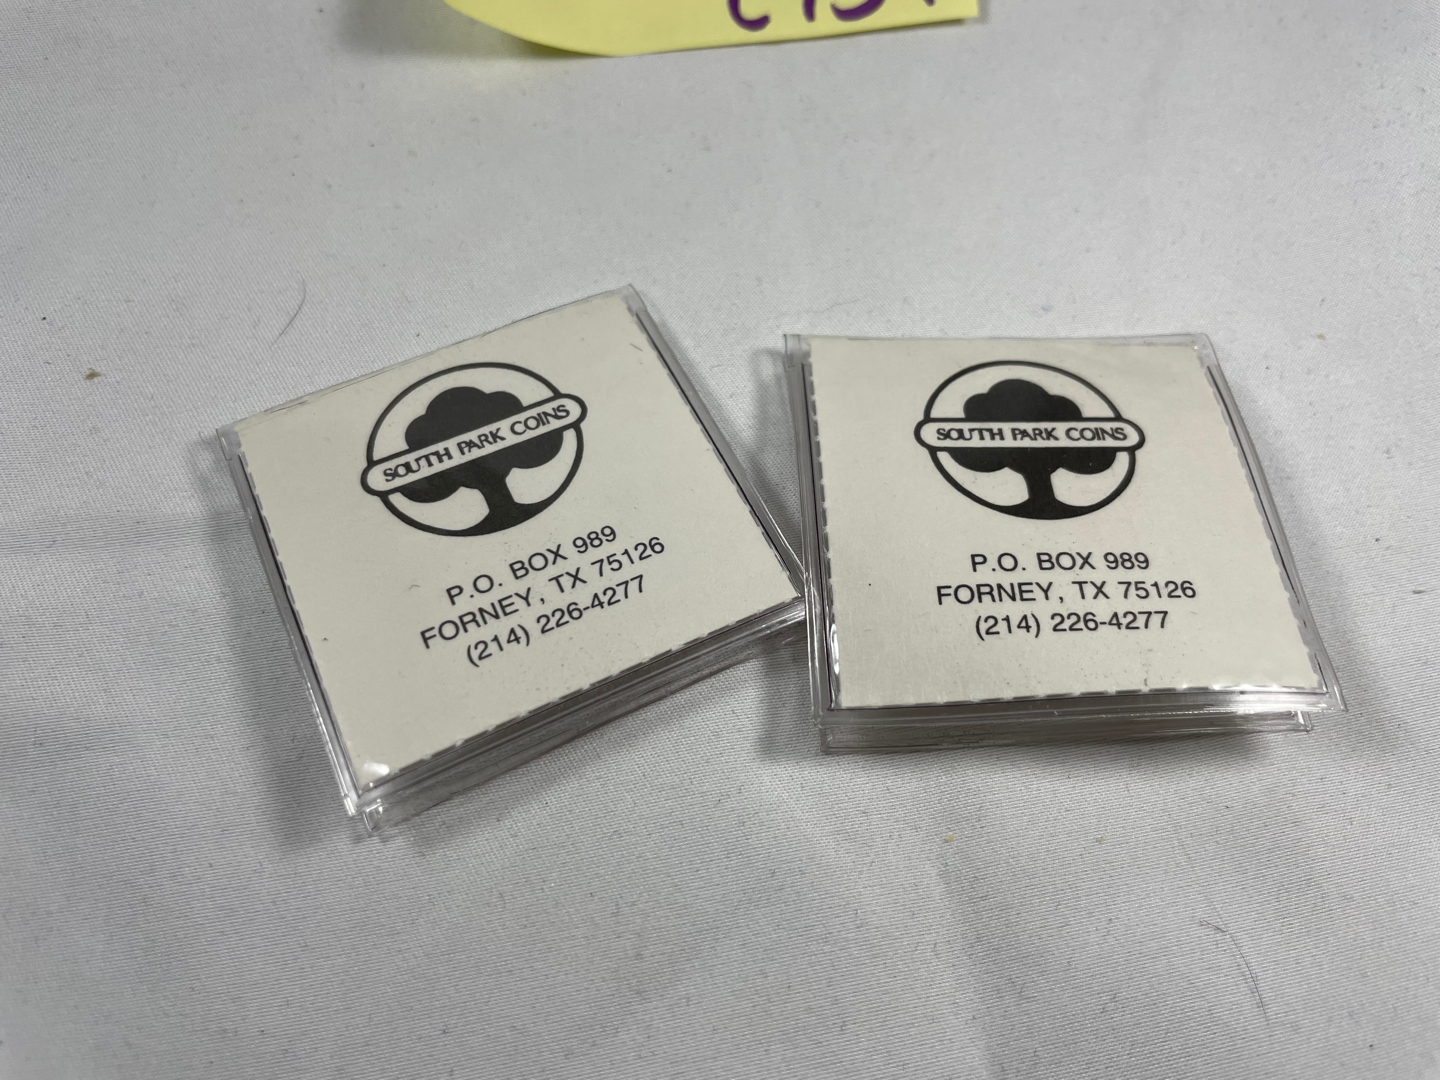 SOUTH PARK COINS
P.O. BOX 989
FORNEY, TX 75126
(214) 226-4277
SOUTH PARK COINS
P.O. BOX 989
FORNEY, TX 75126
(214) 226-4277